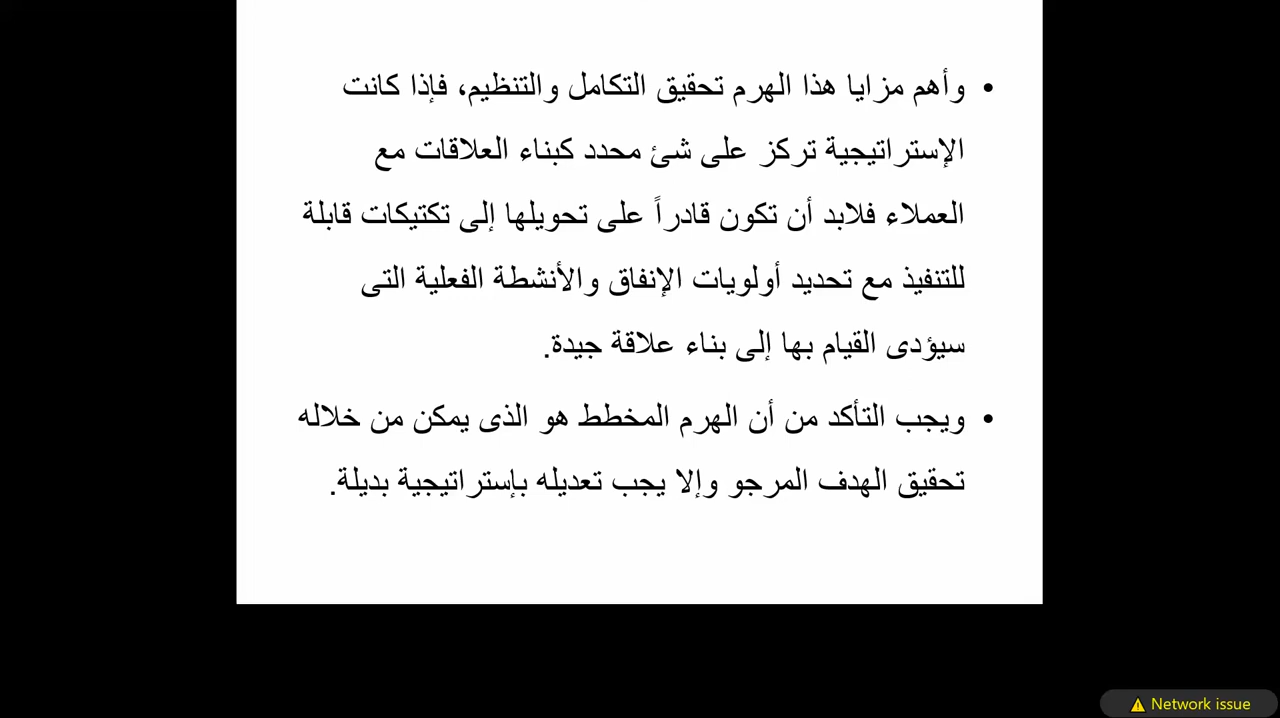 • وأهم مزايا هذا الهرم تحقيق التكامل والتنظيم، فإذا كانت
الإستراتيجية تركز على شئ محدد كبناء العلاقات مع
العملاء فلابد أن تكون قادراً على تحويلها إلى تكتيكات قابلة
للتنفيذ مع تحديد أولويات الإنفاق والأنشطة الفعلية التى
سيؤدى القيام بها إلى بناء علاقة جيدة.
• ويجب التأكد من أن الهرم المخطط هو الذى يمكن من خلاله
تحقيق الهدف المرجو وإلا يجب تعديله بإستراتيجية بديلة.
Network issue